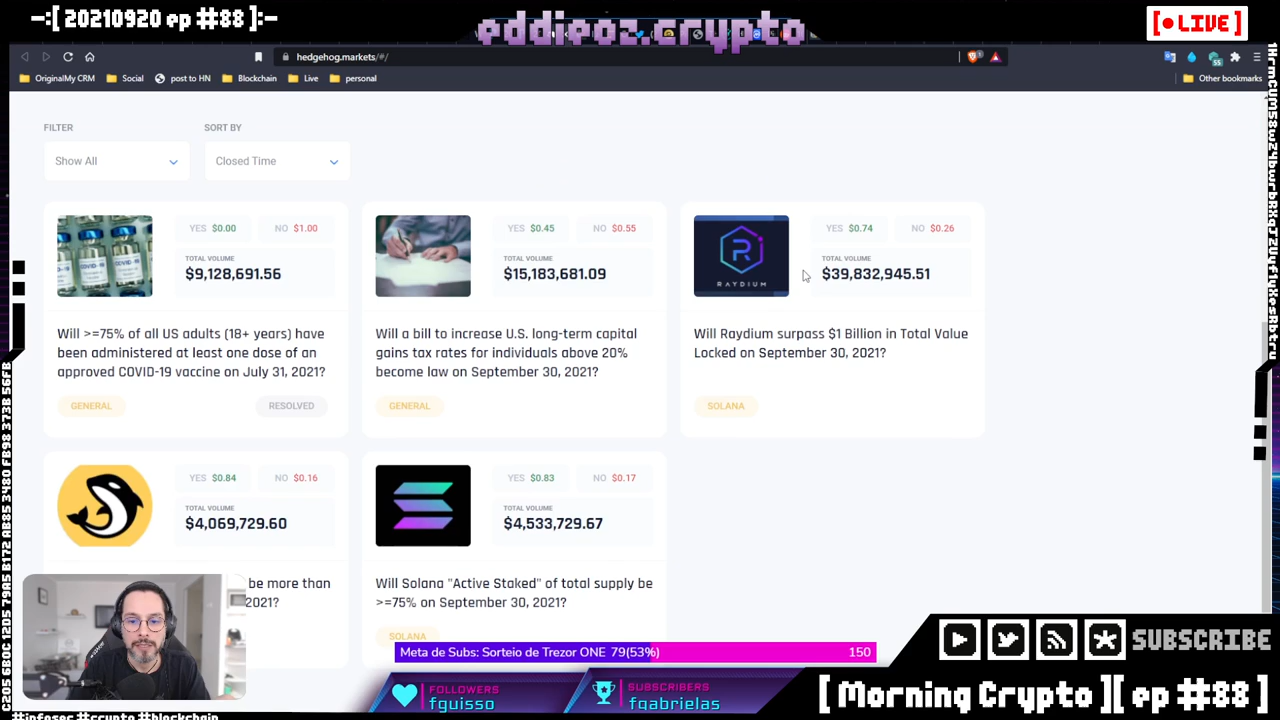 -:[ 20210920 ep #88 ]:-
eddieoz.crypto
[ LIVE ]
hedgehog.markets/#/
55
OriginalMy CRM
Social
post to HN
Blockchain
Live
personal
Other bookmarks
FILTER
SORT BY
Show All
Closed Time
YES $0.00 NO $1.00
TOTAL VOLUME
$9,128,691.56
Will >=75% of all US adults (18+ years) have
been administered at least one dose of an
approved COVID-19 vaccine on July 31, 2021?
GENERAL
RESOLVED
YES $0.45 NO $0.55
TOTAL VOLUME
$15,183,681.09
Will a bill to increase U.S. long-term capital
gains tax rates for individuals above 20%
become law on September 30, 2021?
GENERAL
RAYDIUM
YES $0.74 NO $0.26
TOTAL VOLUME
$39,832,945.51
Will Raydium surpass $1 Billion in Total Value
Locked on September 30, 2021?
SOLANA
YES $0.84 NO $0.16
TOTAL VOLUME
$4,069,729.60
be more than
2021?
YES $0.83 NO $0.17
TOTAL VOLUME
$4,533,729.67
Will Solana "Active Staked" of total supply be
>=75% on September 30, 2021?
SOLANA
Meta de Subs: Sorteio de Trezor ONE 79(53%) 150
FOLLOWERS
fguisso
SUBSCRIBERS
fgabrielas
SUBSCRIBE
[ Morning Crypto ][ ep #88 ]
#infosec #crypto #blockchain